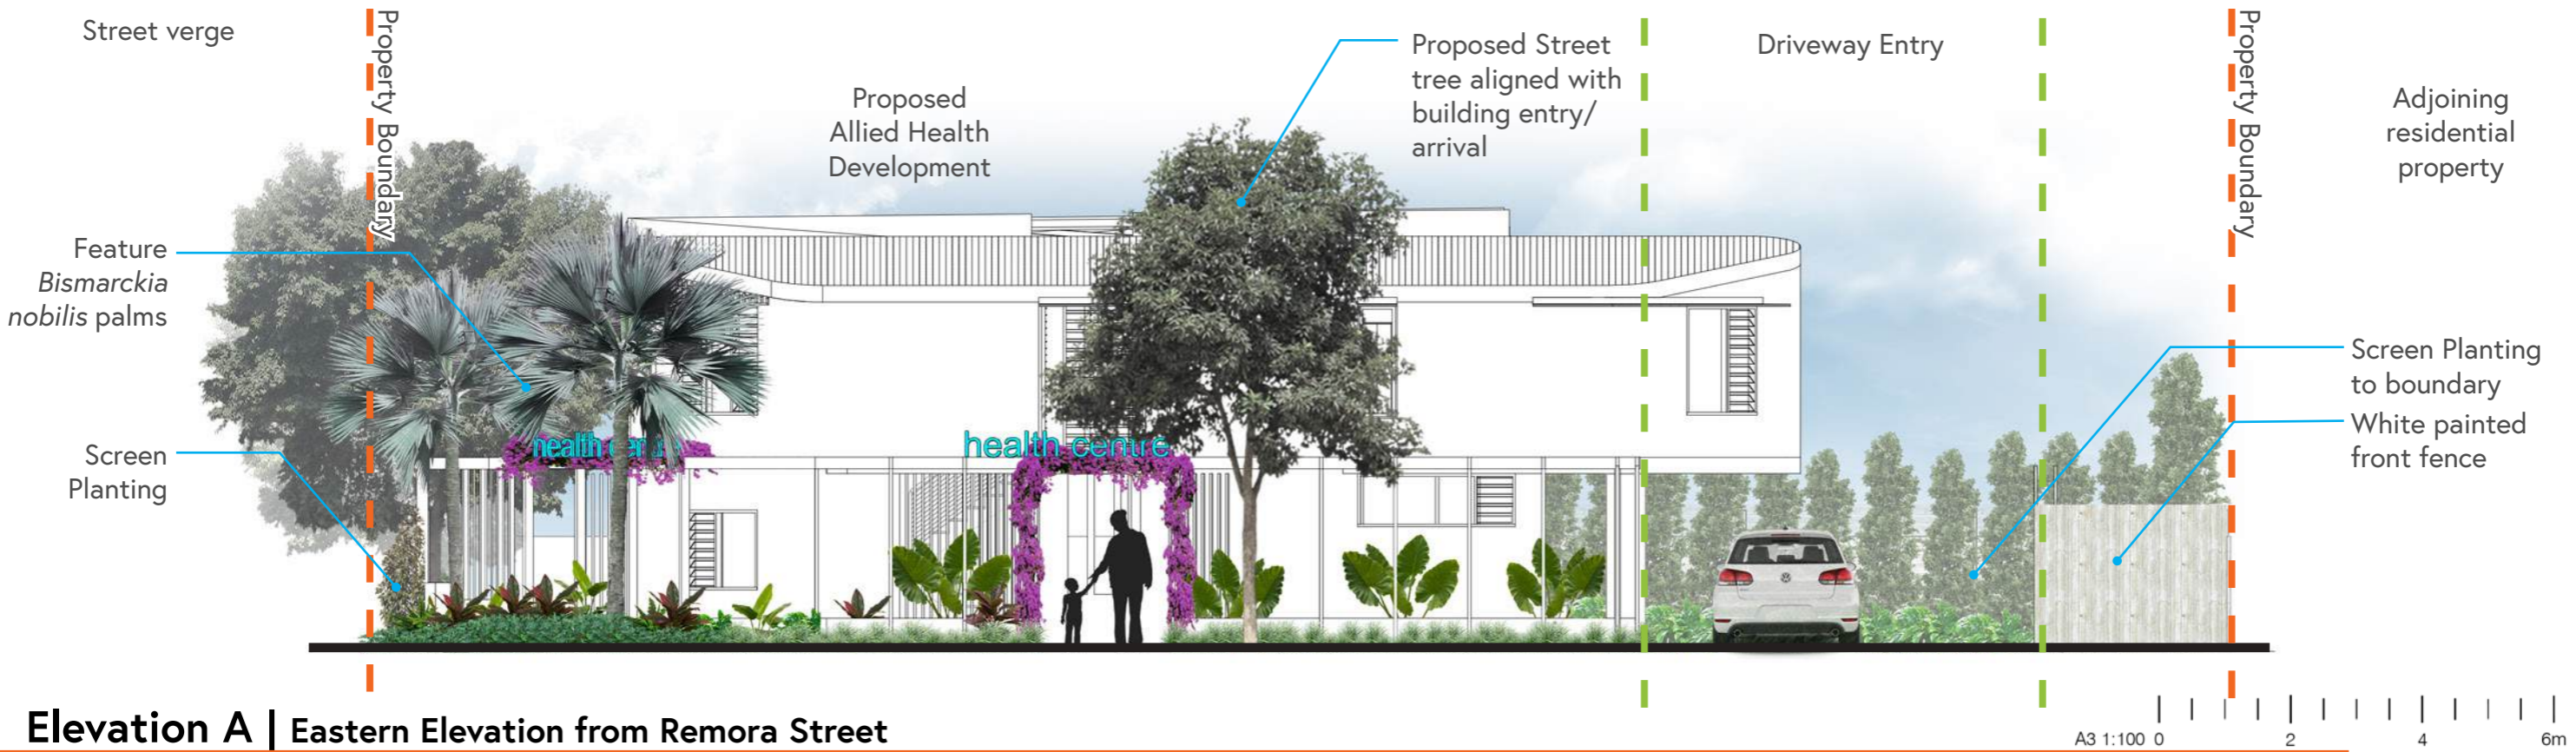 Street verge
Property Boundary
Proposed
Allied Health
Development
Proposed Street
tree aligned with
building entry/
arrival
Driveway Entry
Property Boundary
Adjoining
residential
property
Feature
Bismarckia
nobilis palms
Screen
Planting
health centre
Screen Planting
to boundary
White painted
front fence
Elevation A | Eastern Elevation from Remora Street
A3 1:100 0 2 4 6m